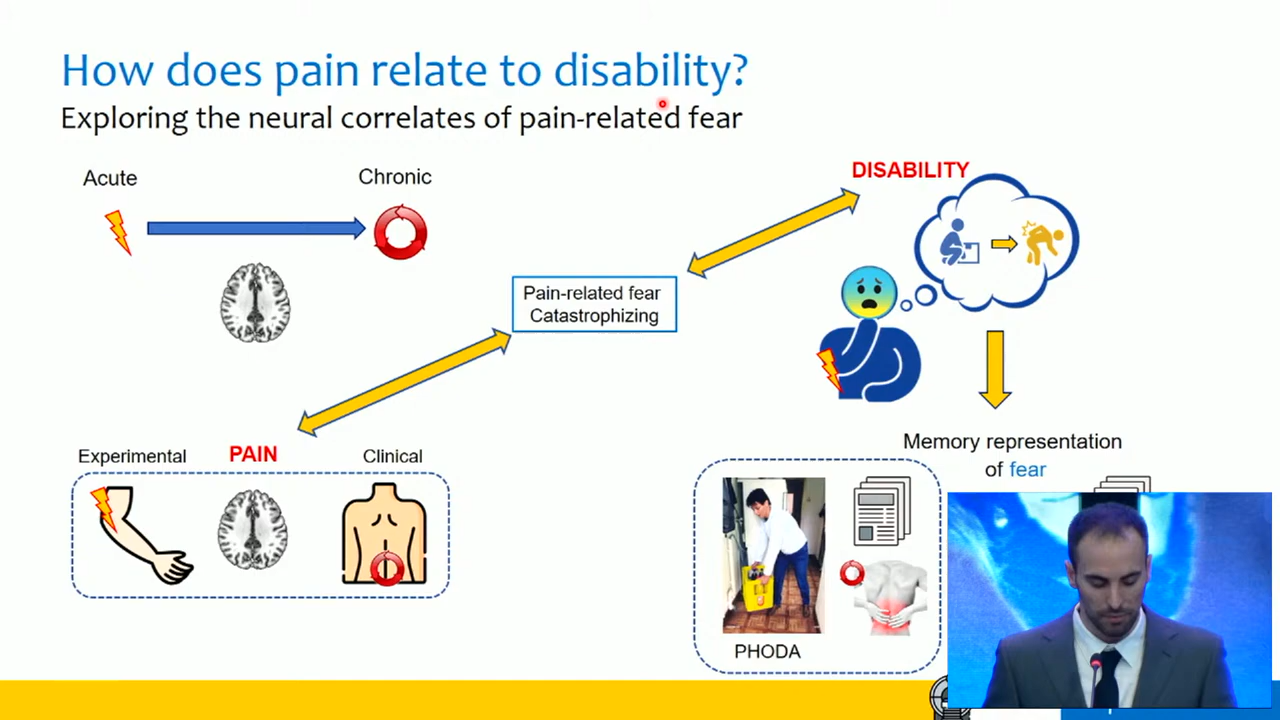 How does pain relate to disability?
Exploring the neural correlates of pain-related fear
Acute
Chronic
DISABILITY
Pain-related fear
Catastrophizing
Experimental
PAIN
Clinical
Memory representation
of fear
PHODA